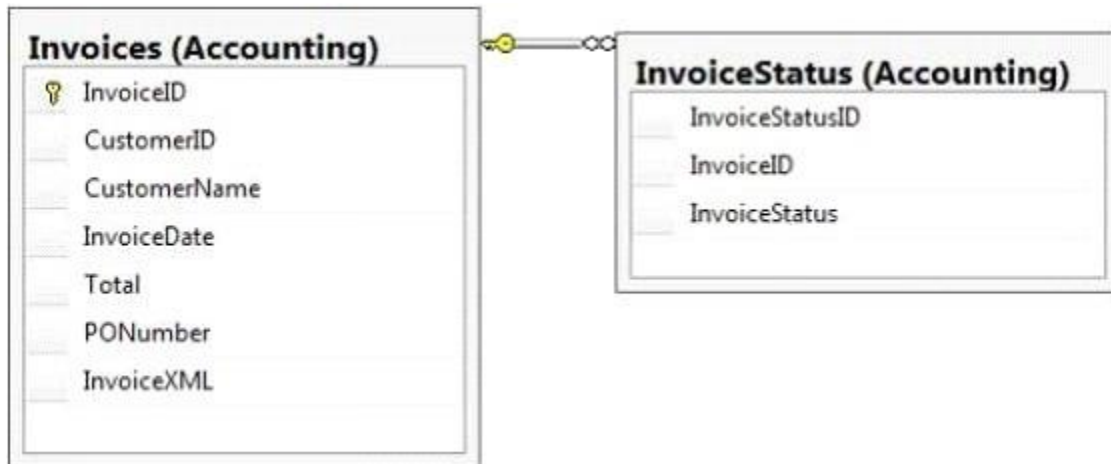 Invoices (Accounting)
InvoiceID
CustomerID
CustomerName
InvoiceDate
Total
PONumber
InvoiceXML
InvoiceStatus (Accounting)
InvoiceStatusID
InvoiceID
InvoiceStatus